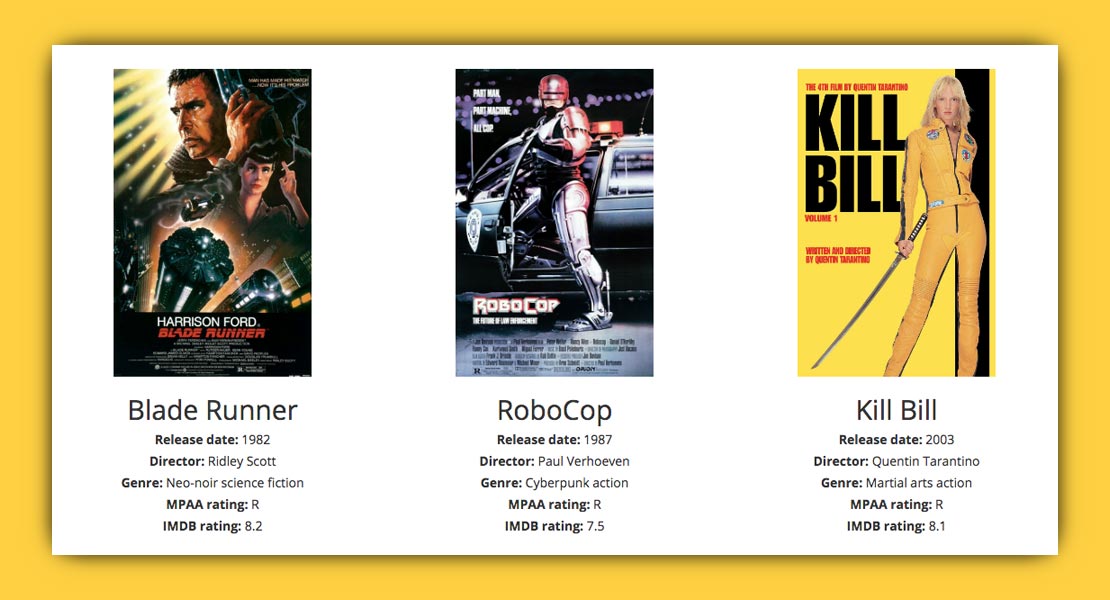 MAN HAS MADE HIS MATCH
...NOW IT'S HIS PROBLEM
HARRISON FORD
BLADE RUNNER
PART MAN.
PART MACHINE.
ALL COP.
ROBOCOP
THE FUTURE OF LAW ENFORCEMENT
R
ORION
THE 4TH FILM BY QUENTIN TARANTINO
KILL
BILL
VOLUME 1
WRITTEN AND DIRECTED
BY QUENTIN TARANTINO
Blade Runner
Release date: 1982
Director: Ridley Scott
Genre: Neo-noir science fiction
MPAA rating: R
IMDB rating: 8.2
RoboCop
Release date: 1987
Director: Paul Verhoeven
Genre: Cyberpunk action
MPAA rating: R
IMDB rating: 7.5
Kill Bill
Release date: 2003
Director: Quentin Tarantino
Genre: Martial arts action
MPAA rating: R
IMDB rating: 8.1